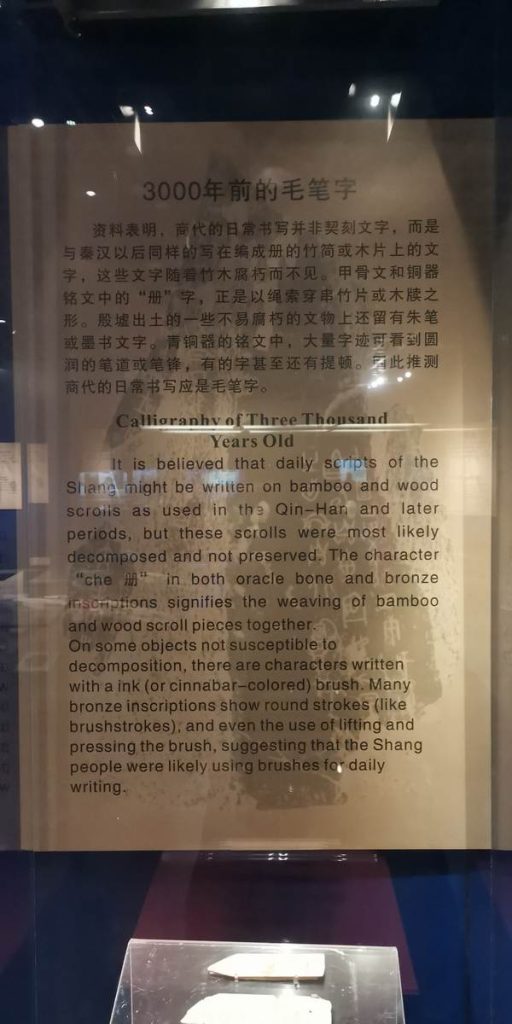 3000年前的毛笔字
资料表明，商代的日常书写并非契刻文字，而是
与秦汉以后同样的写在编成册的竹简或木片上的文
字，这些文字随着竹木腐朽而不见。甲骨文和铜器
铭文中的“册”字，正是以绳索穿串竹片或木牍之
形。殷墟出土的一些不易腐朽的文物上还留有朱笔
或墨书文字。青铜器的铭文中，大量字迹可看到圆
润的笔道或笔锋，有的字甚至还有提顿。因此推测
商代的日常书写应是毛笔字。
Calligraphy of Three Thousand
Years Old
It is believed that daily scripts of the
Shang might be written on bamboo and wood
scrolls as used in the Qin-Han and later
periods, but these scrolls were most likely
decomposed and not preserved. The character
“che 册” in both oracle bone and bronze
inscriptions signifies the weaving of bamboo
and wood scroll pieces together.
On some objects not susceptible to
decomposition, there are characters written
with a ink (or cinnabar-colored) brush. Many
bronze inscriptions show round strokes (like
brushstrokes), and even the use of lifting and
pressing the brush, suggesting that the Shang
people were likely using brushes for daily
writing.